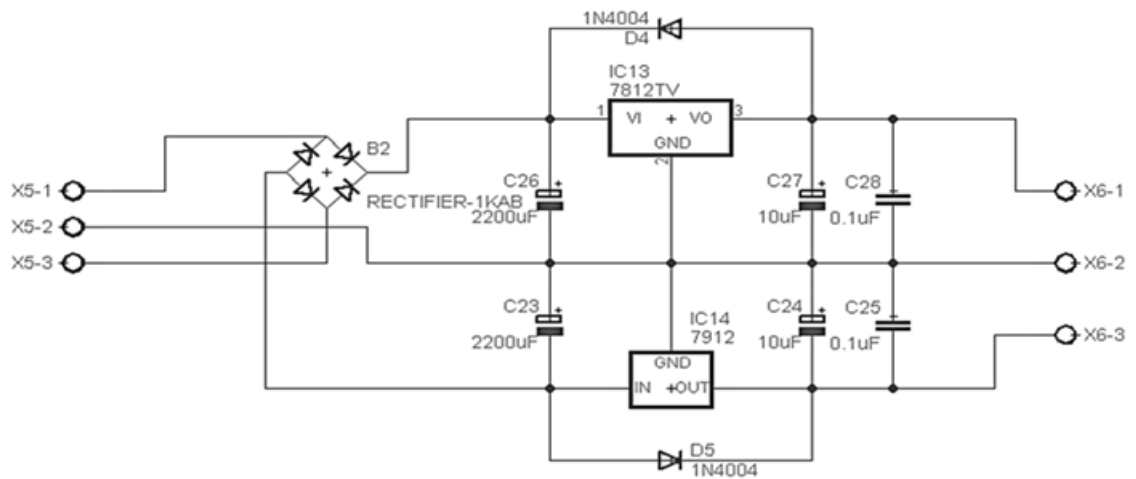 1N4004
D4
IC13
7812TV
1
VI
+
VO
3
GND
2
B2
X5-1
RECTIFIER-1KAB
X5-2
X5-3
C26
2200uF
C27
10uF
C28
0.1uF
X6-1
X6-2
C23
2200uF
IC14
7912
C24
10uF
C25
0.1uF
X6-3
GND
IN
+OUT
D5
1N4004